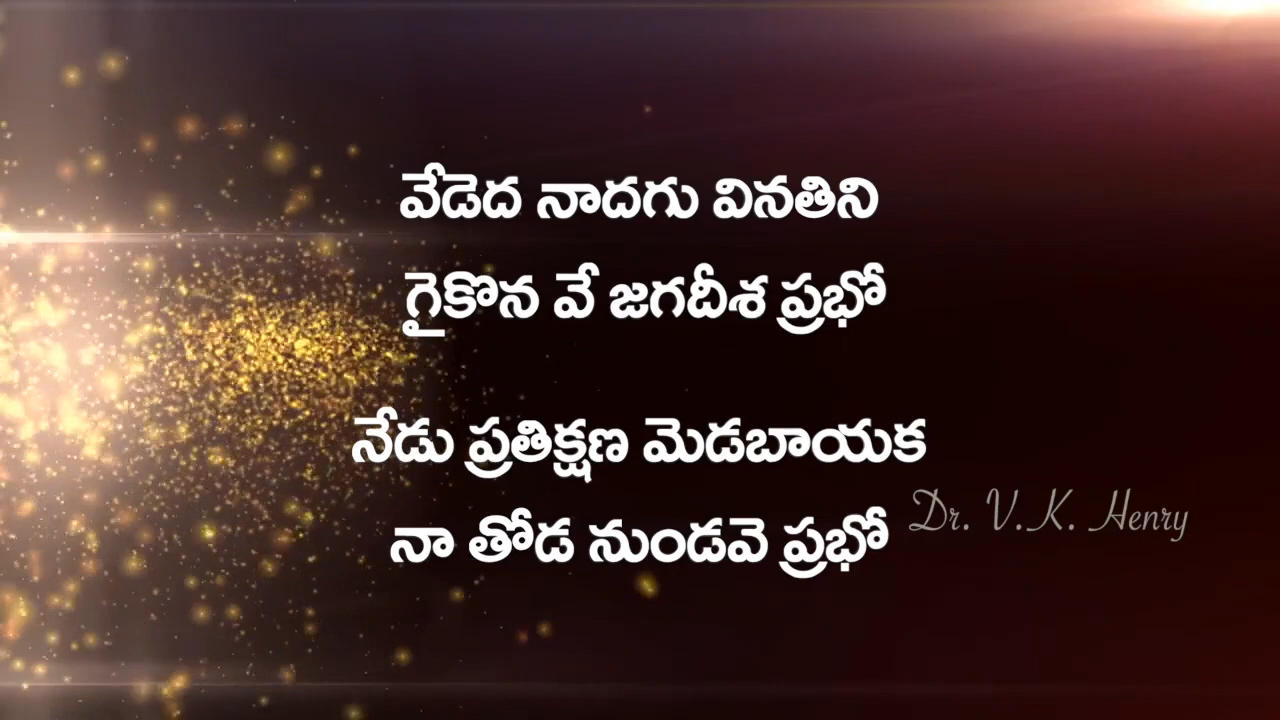 వేడెద నాదగు వినతిని
గైకొన వే జగదీశ ప్రభో
నేడు ప్రతిక్షణ మెడబాయక
నా తోడ నుండవె ప్రభో
Dr. V.K. Henry